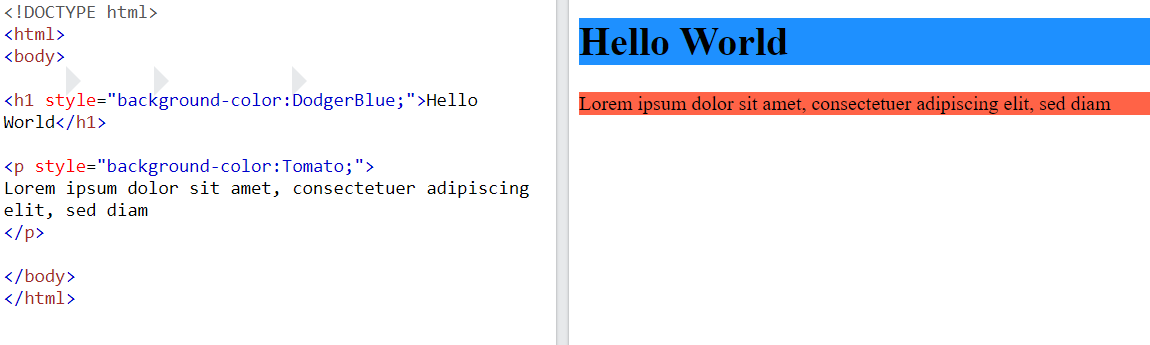 <!DOCTYPE html>
<html>
<body>
<h1 style="background-color:DodgerBlue;">Hello
World</h1>
<p style="background-color:Tomato;">
Lorem ipsum dolor sit amet, consectetuer adipiscing
elit, sed diam
</p>
</body>
</html>
Hello World
Lorem ipsum dolor sit amet, consectetuer adipiscing elit, sed diam